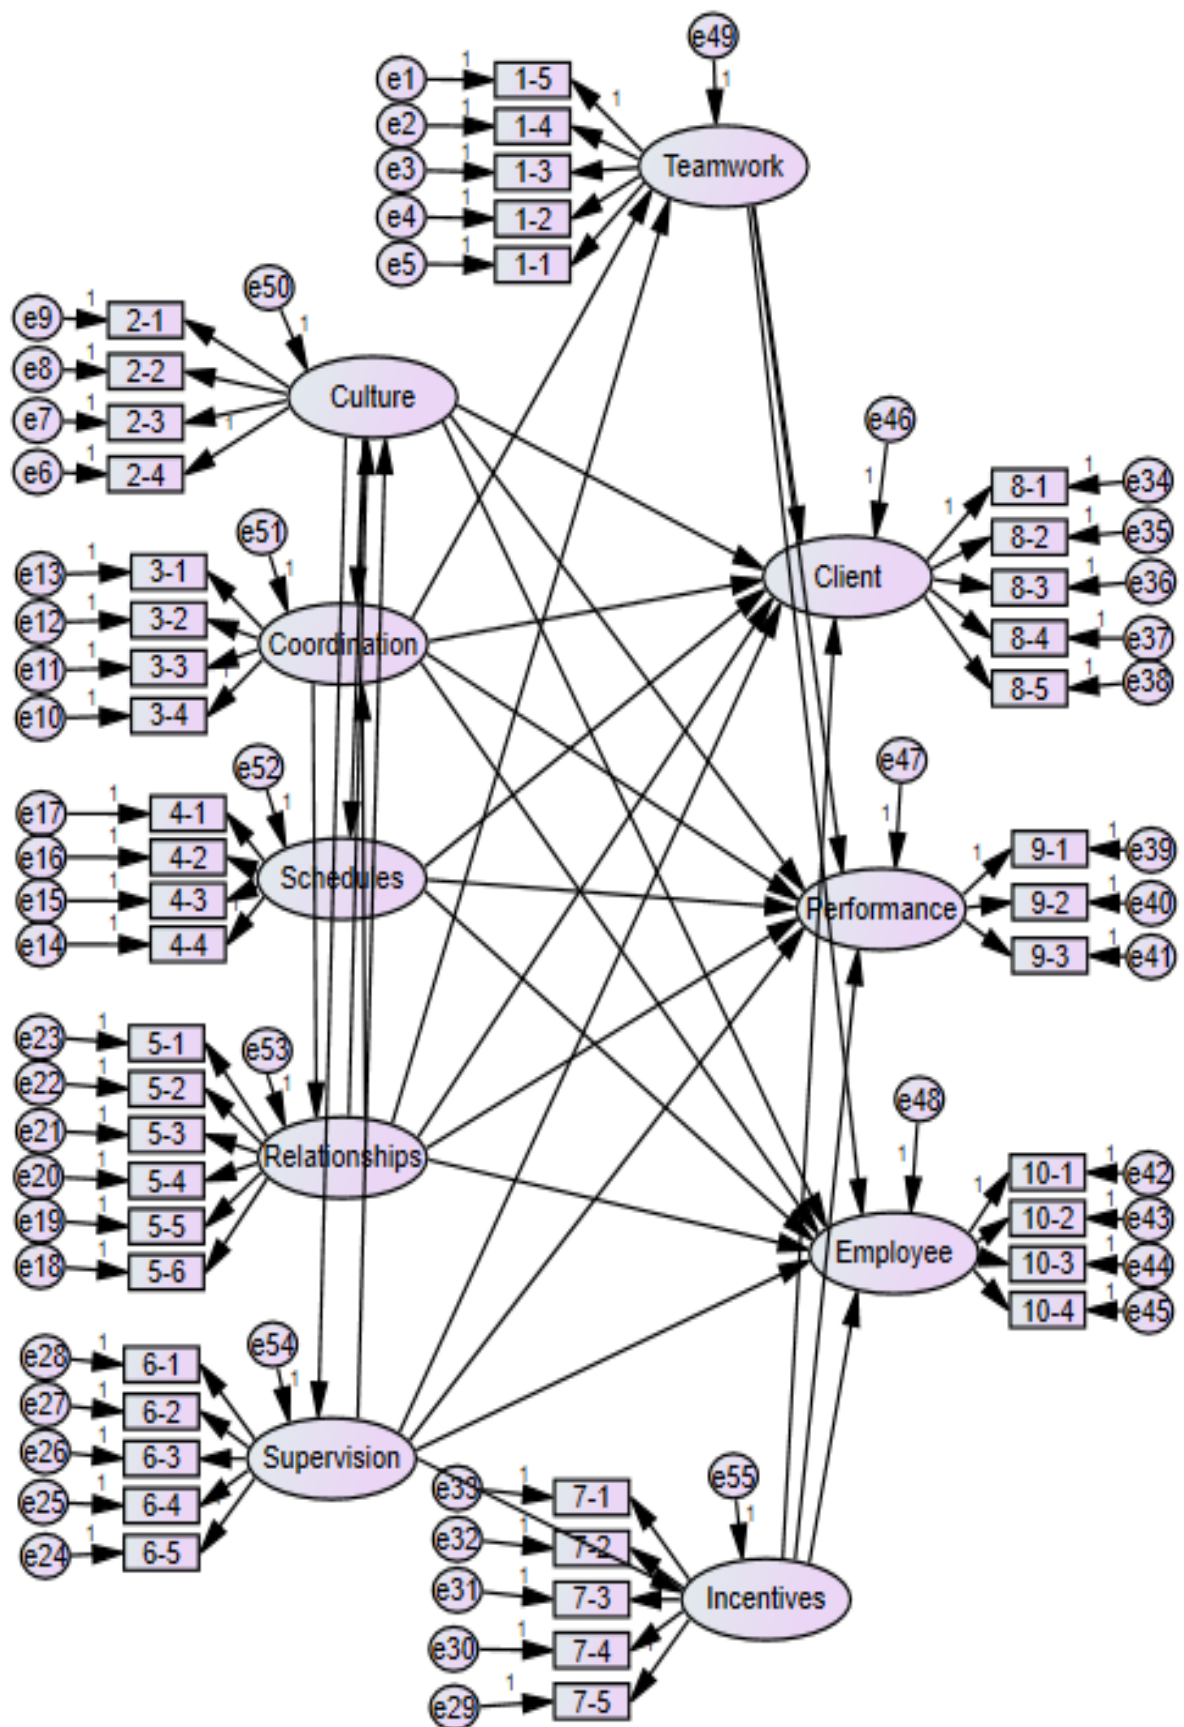 e49
e1 1 1-5 1 1
e2 1 1-4
e3 1 1-3 Teamwork
e4 1 1-2
e5 1 1-1
e50
e9 1 2-1 1
e8 1 2-2
e7 1 2-3 1 Culture
e6 1 2-4
e46
1
e51
e13 1 3-1 1
e12 1 3-2
e11 1 3-3 Coordination
e10 1 3-4 1
1 8-1 1 e34
8-2 1 e35
Client 8-3 1 e36
8-4 1 e37
8-5 1 e38
e52
e17 1 4-1 1
e16 1 4-2
e15 1 4-3 Schedules
e14 1 4-4
e47
1
1 9-1 1 e39
Performance 9-2 1 e40
9-3 1 e41
e23 1 5-1 e53
e22 1 5-2 1
e21 1 5-3
e20 1 5-4 Relationships
e19 1 5-5
e18 1 5-6
e48
1
1 10-1 1 e42
10-2 1 e43
Employee 10-3 1 e44
10-4 1 e45
e54
e28 1 6-1 1
e27 1 6-2
e26 1 6-3 Supervision
e25 1 6-4
e24 1 6-5
e55
e33 1 7-1 1
e32 1 7-2
e31 1 7-3 Incentives
e30 1 7-4
e29 1 7-5